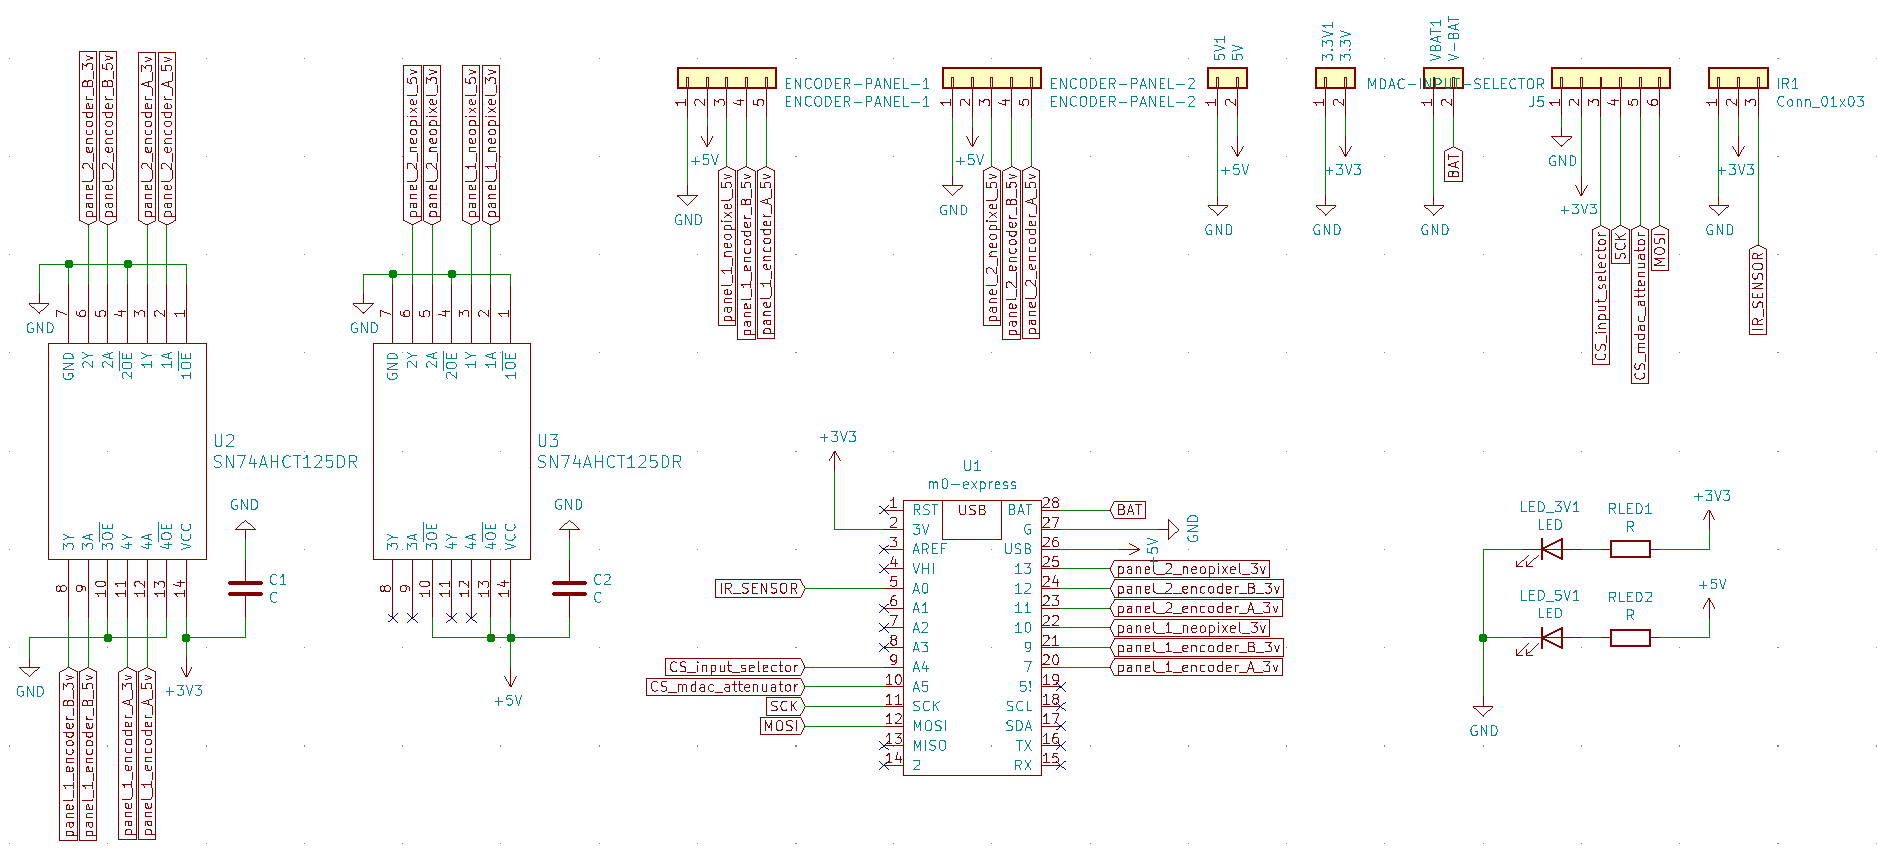 panel_2_encoder_B_3v
panel_2_encoder_B_5v
panel_2_encoder_A_3v
panel_2_encoder_A_5v
GND
7
6
5
4
3
2
1
GND
2Y
2A
2OE
1Y
1A
1OE
U2
SN74AHCT125DR
3Y
3A
3OE
4Y
4A
4OE
VCC
8
9
10
11
12
13
14
GND
C1
C
GND
+3V3
panel_1_encoder_B_3v
panel_1_encoder_B_5v
panel_1_encoder_A_3v
panel_1_encoder_A_5v
panel_2_neopixel_5v
panel_2_neopixel_3v
panel_1_neopixel_5v
panel_1_neopixel_3v
GND
7
6
5
4
3
2
1
GND
2Y
2A
2OE
1Y
1A
1OE
U3
SN74AHCT125DR
3Y
3A
3OE
4Y
4A
4OE
VCC
8
9
10
11
12
13
14
GND
C2
C
+5V
ENCODER-PANEL-1
ENCODER-PANEL-1
1
2
3
4
5
+5V
GND
panel_1_neopixel_5v
panel_1_encoder_B_5v
panel_1_encoder_A_5v
ENCODER-PANEL-2
ENCODER-PANEL-2
1
2
3
4
5
+5V
GND
panel_2_neopixel_5v
panel_2_encoder_B_5v
panel_2_encoder_A_5v
5V1
5V
1
2
+5V
GND
3.3V1
3.3V
1
2
+3V3
GND
VBAT1
V-BAT
1
2
BAT
GND
MDAC-INPUT-SELECTOR
J5
1
2
3
4
5
6
GND
+3V3
CS_input_selector
SCK
CS_mdac_attenuator
MOSI
IR1
Conn_01x03
1
2
3
+3V3
GND
IR_SENSOR
+3V3
U1
m0-express
USB
1 RST
2 3V
3 AREF
4 VHI
IR_SENSOR 5 A0
6 A1
7 A2
8 A3
CS_input_selector 9 A4
CS_mdac_attenuator 10 A5
SCK 11 SCK
MOSI 12 MOSI
13 MISO
14 2
BAT 28 BAT
G 27 GND
USB 26 +5V
13 25 panel_2_neopixel_3v
12 24 panel_2_encoder_B_3v
11 23 panel_2_encoder_A_3v
10 22 panel_1_neopixel_3v
9 21 panel_1_encoder_B_3v
7 20 panel_1_encoder_A_3v
5! 19
SCL 18
SDA 17
TX 16
RX 15
LED_3V1
LED
RLED1
R
+3V3
LED_5V1
LED
RLED2
R
+5V
GND